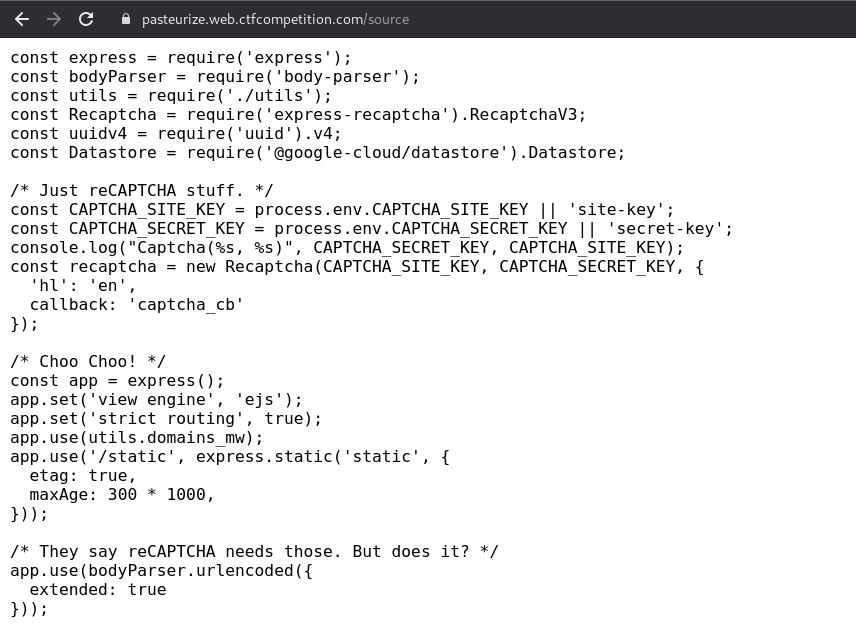 pasteurize.web.ctfcompetition.com/source
const express = require('express');
const bodyParser = require('body-parser');
const utils = require('./utils');
const Recaptcha = require('express-recaptcha').RecaptchaV3;
const uuidv4 = require('uuid').v4;
const Datastore = require('@google-cloud/datastore').Datastore;

/* Just reCAPTCHA stuff. */
const CAPTCHA_SITE_KEY = process.env.CAPTCHA_SITE_KEY || 'site-key';
const CAPTCHA_SECRET_KEY = process.env.CAPTCHA_SECRET_KEY || 'secret-key';
console.log("Captcha(%s, %s)", CAPTCHA_SECRET_KEY, CAPTCHA_SITE_KEY);
const recaptcha = new Recaptcha(CAPTCHA_SITE_KEY, CAPTCHA_SECRET_KEY, {
  'hl': 'en',
  callback: 'captcha_cb'
});

/* Choo Choo! */
const app = express();
app.set('view engine', 'ejs');
app.set('strict routing', true);
app.use(utils.domains_mw);
app.use('/static', express.static('static', {
  etag: true,
  maxAge: 300 * 1000,
}));

/* They say reCAPTCHA needs those. But does it? */
app.use(bodyParser.urlencoded({
  extended: true
}));